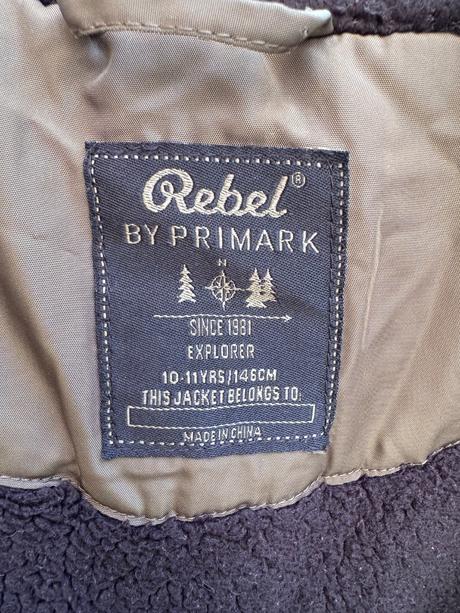 Rebel®
BY PRIMARK
N
SINCE 1981
EXPLORER
10-11YRS/146CM
THIS JACKET BELONGS TO:
MADE IN CHINA